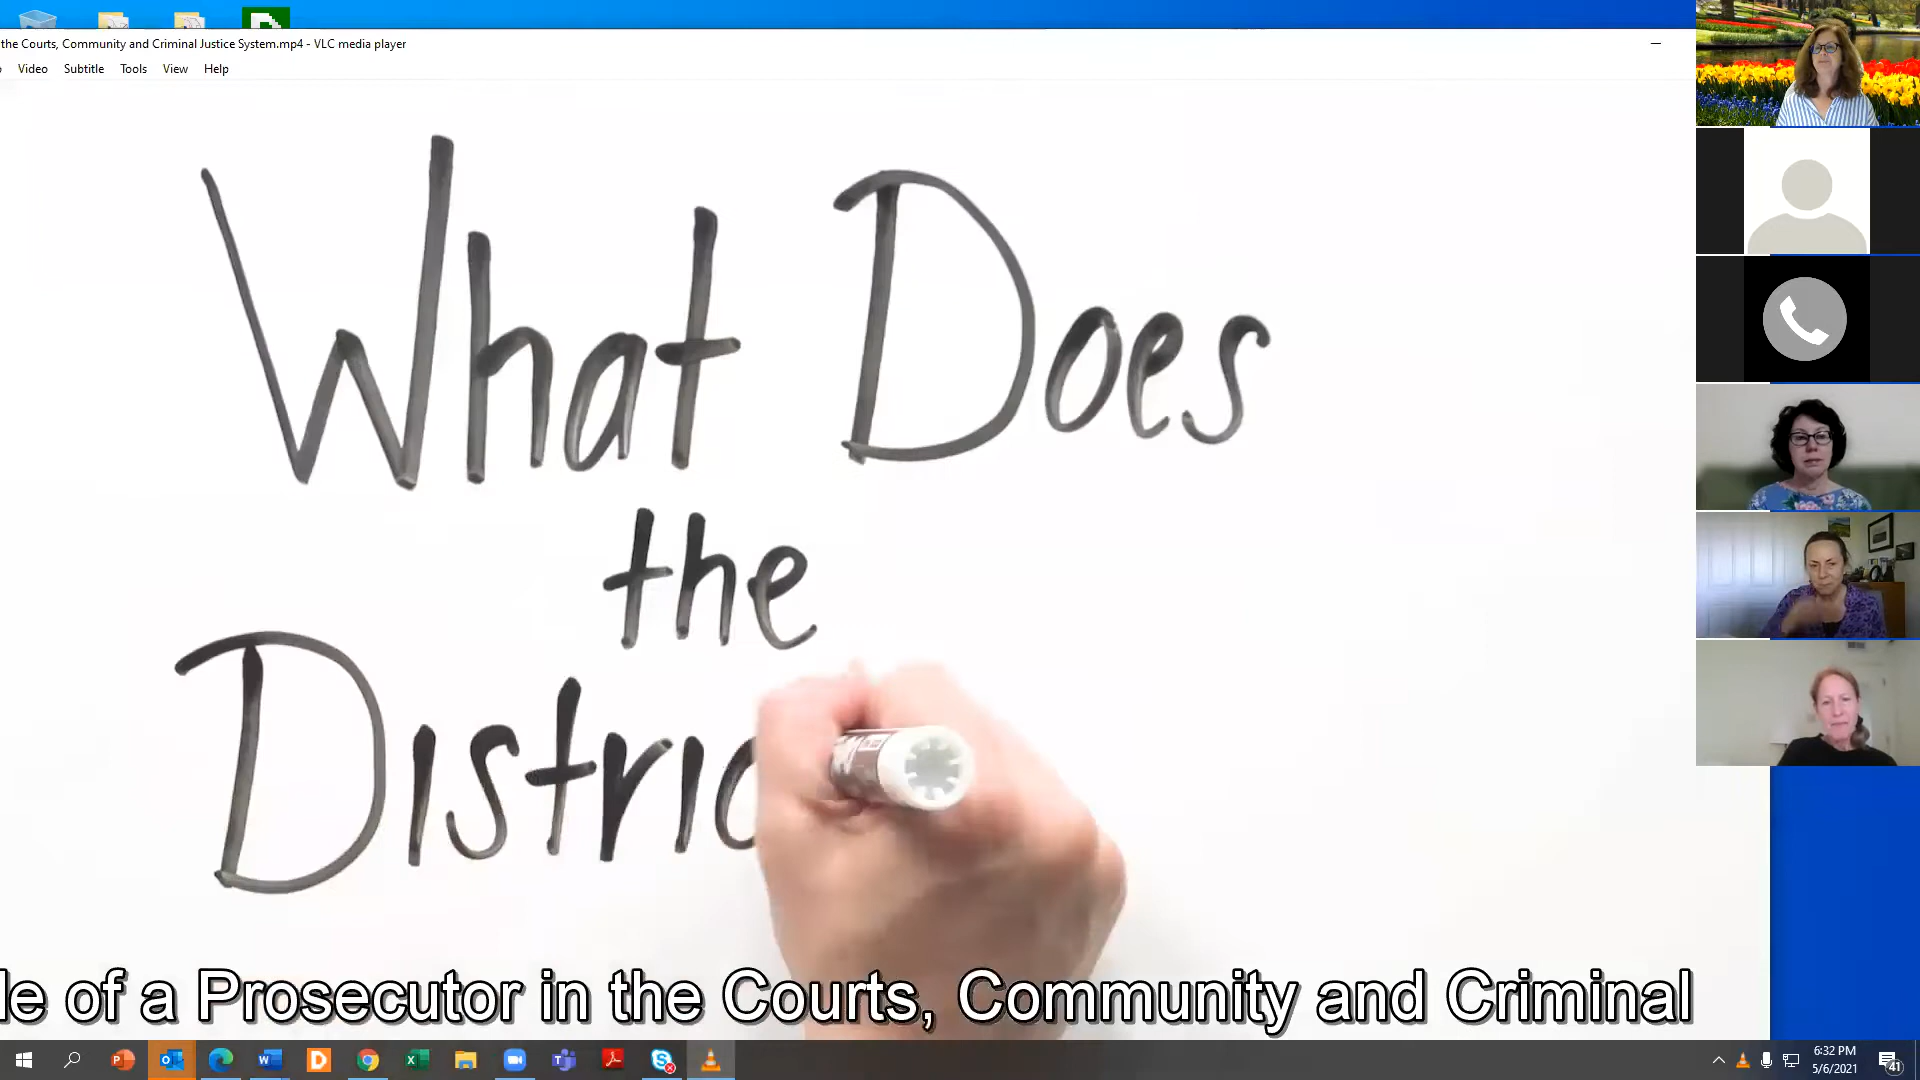 the Courts, Community and Criminal Justice System.mp4 - VLC media player
Video Subtitle Tools View Help
What Does
the
Distric
le of a Prosecutor in the Courts, Community and Criminal
6:32 PM
5/6/2021
41